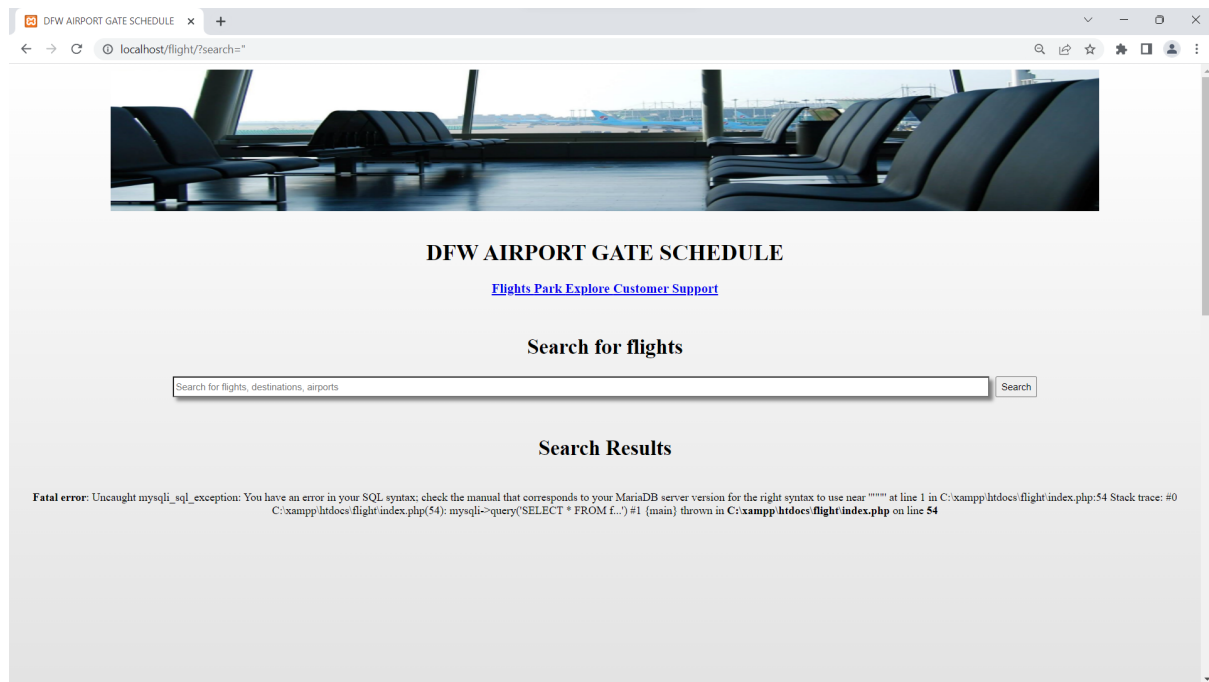 DFW AIRPORT GATE SCHEDULE
localhost/flight/?search="
DFW AIRPORT GATE SCHEDULE
Flights Park Explore Customer Support
Search for flights
Search for flights, destinations, airports
Search
Search Results
Fatal error: Uncaught mysqli_sql_exception: You have an error in your SQL syntax; check the manual that corresponds to your MariaDB server version for the right syntax to use near '""""' at line 1 in C:\xampp\htdocs\flight\index.php:54 Stack trace: #0
C:\xampp\htdocs\flight\index.php(54): mysqli->query('SELECT * FROM f...') #1 {main} thrown in C:\xampp\htdocs\flight\index.php on line 54